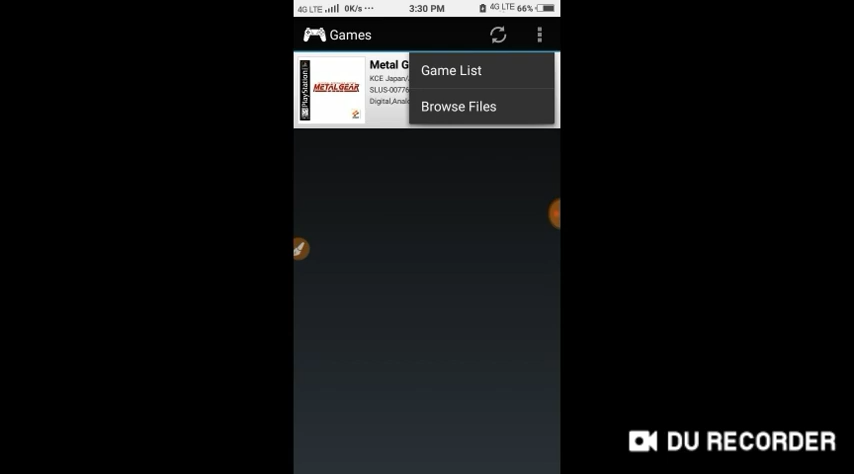 4G LTE 0K/s ··· 3:30 PM 4G LTE 66%
Games
Metal G
KCE Japan/
SLUS-00776
Digital,Analo
Game List
Browse Files
PlayStation
METAL GEAR
DU RECORDER